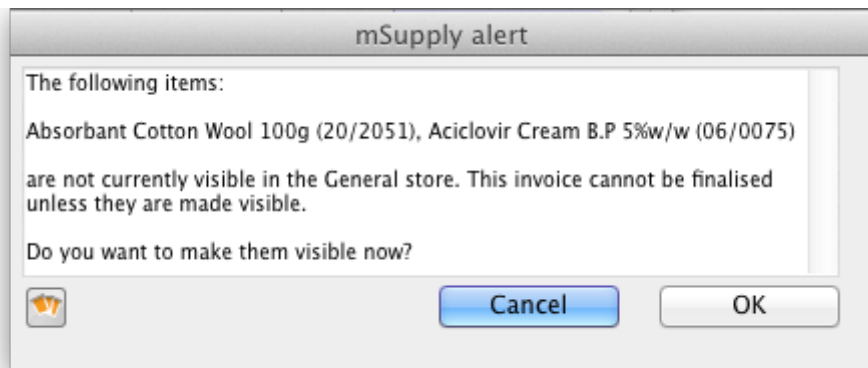 mSupply alert
The following items:
Absorbant Cotton Wool 100g (20/2051), Aciclovir Cream B.P 5%w/w (06/0075)
are not currently visible in the General store. This invoice cannot be finalised
unless they are made visible.
Do you want to make them visible now?
Cancel
OK